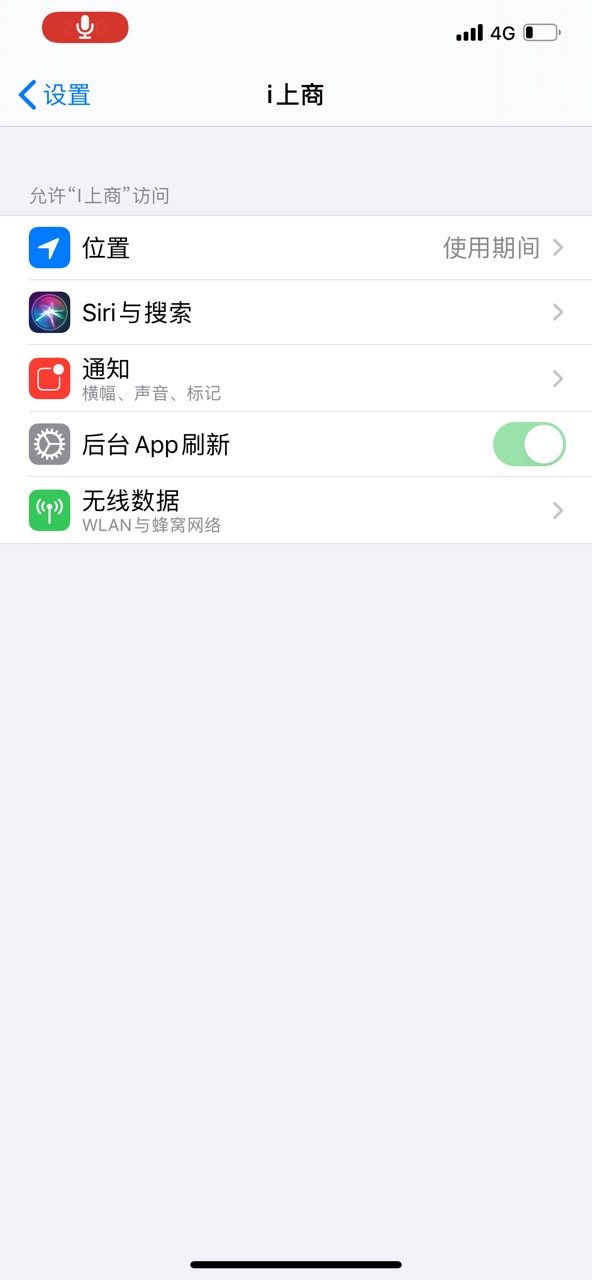 4G
设置
i上商
允许“I上商”访问
位置
使用期间
Siri与搜索
通知
横幅、声音、标记
后台App刷新
无线数据
WLAN与蜂窝网络